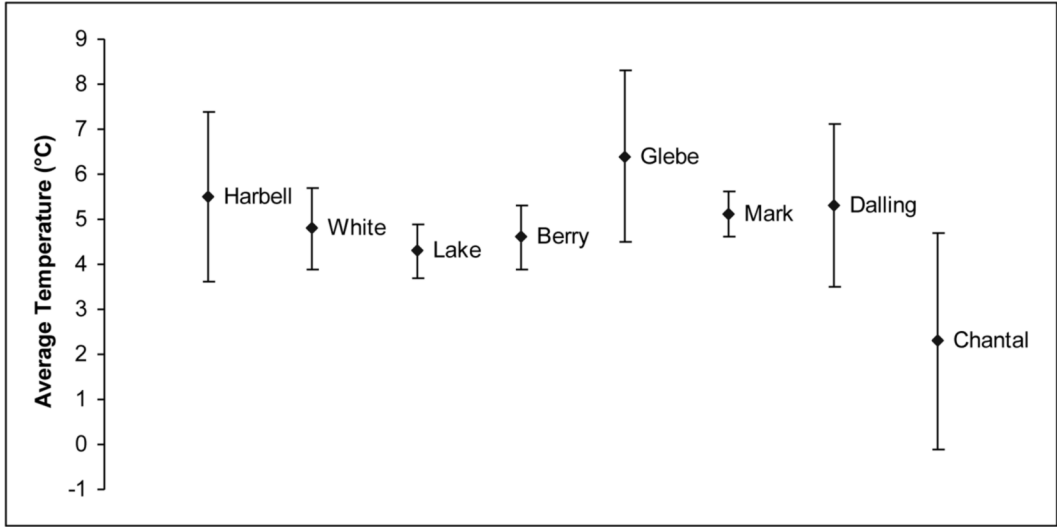 Average Temperature (°C)
9
8
7
6
5
4
3
2
1
0
-1
Harbell
White
Lake
Berry
Glebe
Mark
Dalling
Chantal